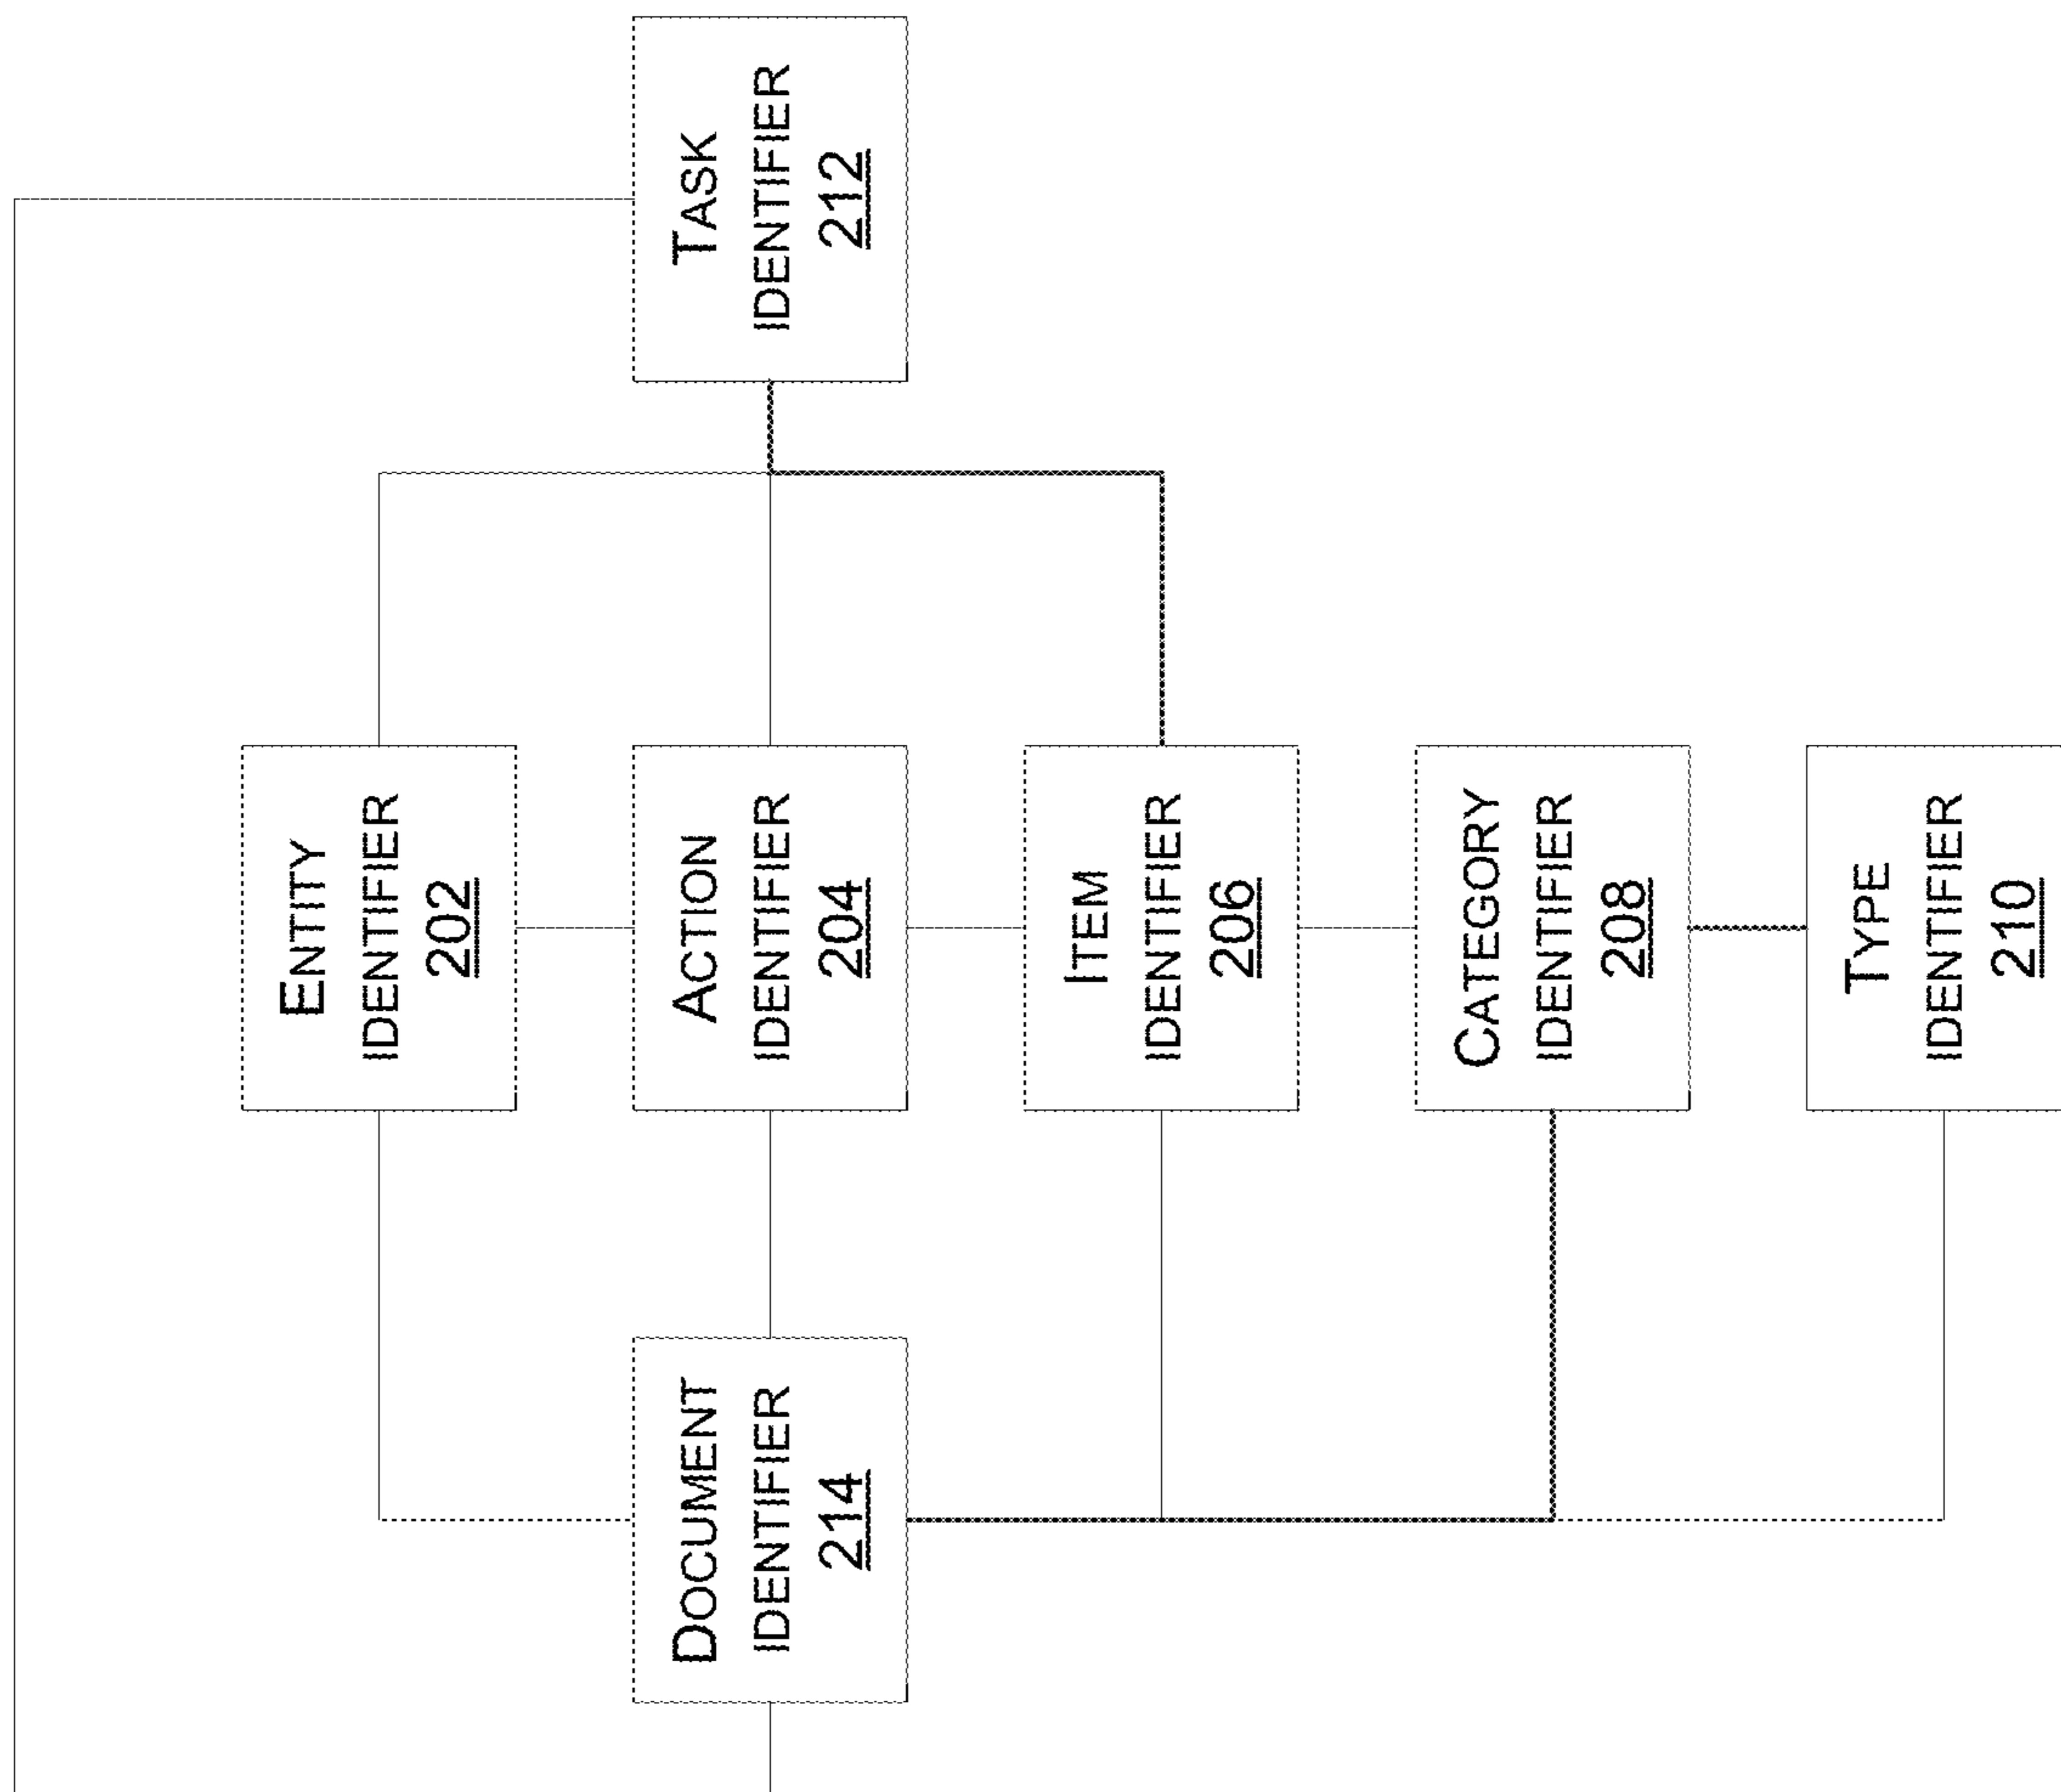 TASK
IDENTIFIER
212
ENTITY
IDENTIFIER
202
ACTION
IDENTIFIER
204
ITEM
IDENTIFIER
206
CATEGORY
IDENTIFIER
208
TYPE
IDENTIFIER
210
DOCUMENT
IDENTIFIER
214